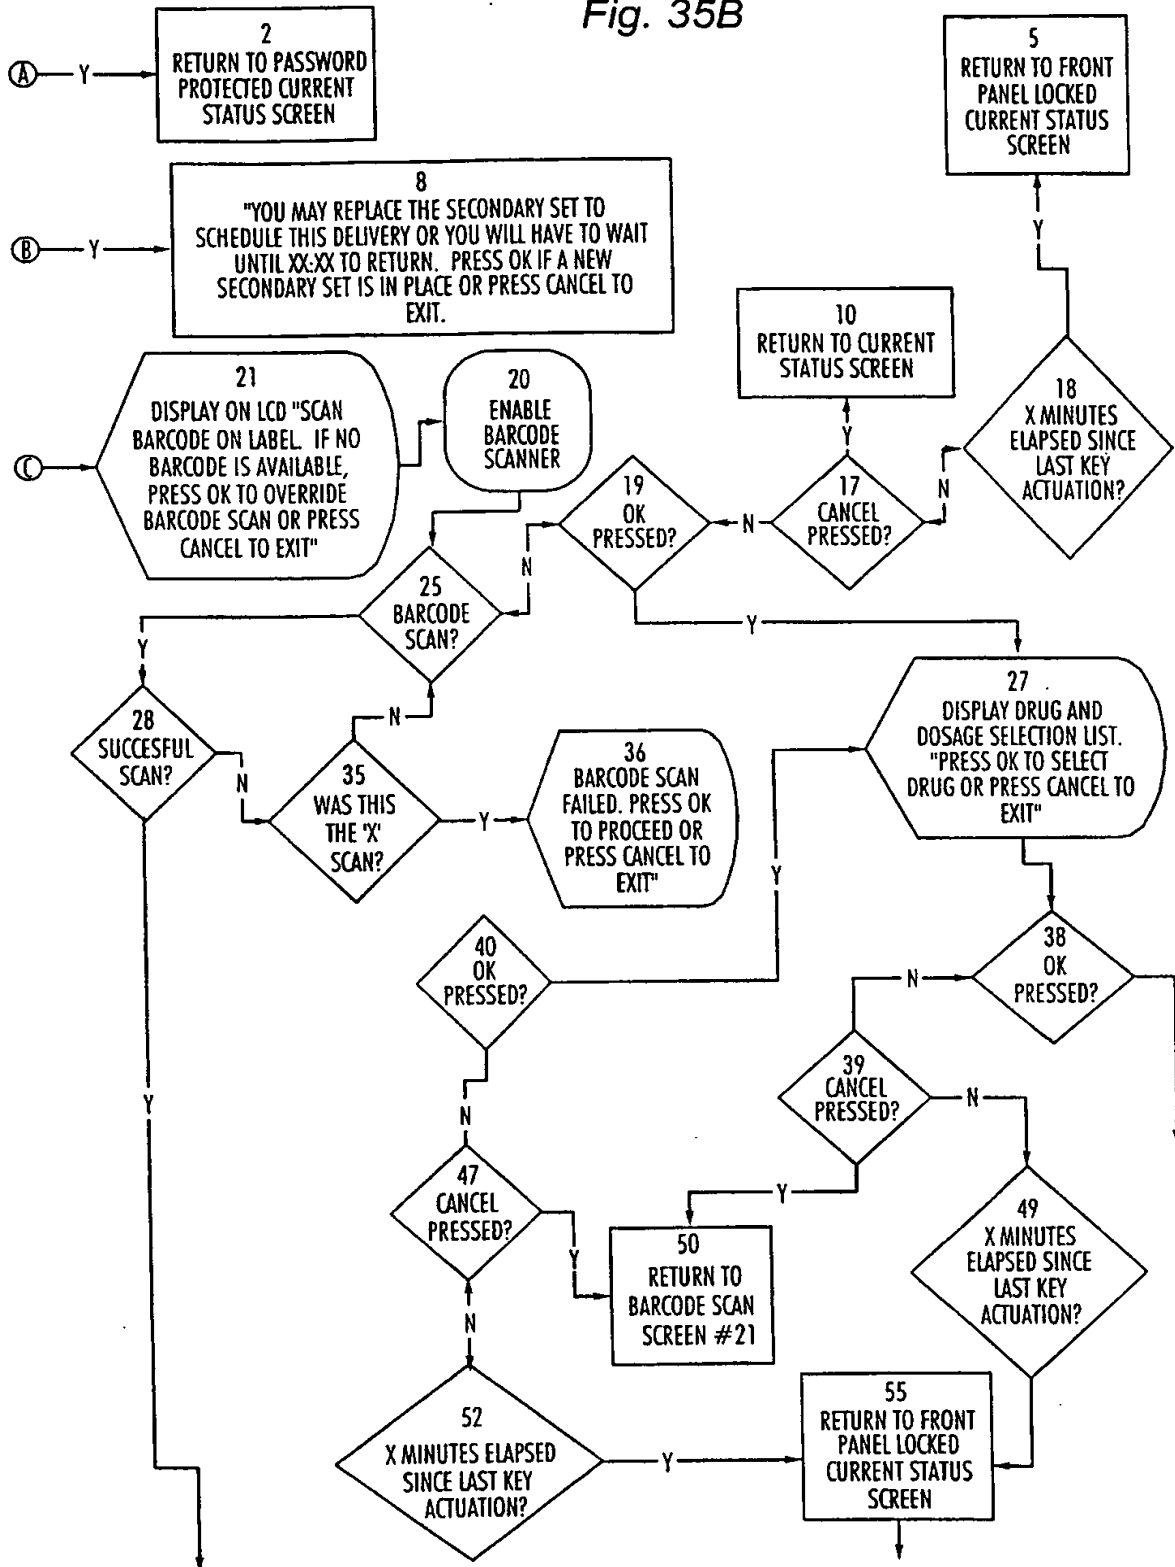 Fig. 35B
A
Y
2
RETURN TO PASSWORD
PROTECTED CURRENT
STATUS SCREEN
5
RETURN TO FRONT
PANEL LOCKED
CURRENT STATUS
SCREEN
B
Y
8
"YOU MAY REPLACE THE SECONDARY SET TO
SCHEDULE THIS DELIVERY OR YOU WILL HAVE TO WAIT
UNTIL XX:XX TO RETURN. PRESS OK IF A NEW
SECONDARY SET IS IN PLACE OR PRESS CANCEL TO
EXIT.
Y
10
RETURN TO CURRENT
STATUS SCREEN
C
21
DISPLAY ON LCD "SCAN
BARCODE ON LABEL. IF NO
BARCODE IS AVAILABLE,
PRESS OK TO OVERRIDE
BARCODE SCAN OR PRESS
CANCEL TO EXIT"
20
ENABLE
BARCODE
SCANNER
18
X MINUTES
ELAPSED SINCE
LAST KEY
ACTUATION?
Y
N
17
CANCEL
PRESSED?
N
19
OK
PRESSED?
N
Y
25
BARCODE
SCAN?
Y
27
DISPLAY DRUG AND
DOSAGE SELECTION LIST.
"PRESS OK TO SELECT
DRUG OR PRESS CANCEL TO
EXIT"
28
SUCCESFUL
SCAN?
N
N
35
WAS THIS
THE 'X'
SCAN?
Y
36
BARCODE SCAN
FAILED. PRESS OK
TO PROCEED OR
PRESS CANCEL TO
EXIT"
Y
40
OK
PRESSED?
38
OK
PRESSED?
N
39
CANCEL
PRESSED?
N
Y
N
47
CANCEL
PRESSED?
Y
Y
50
RETURN TO
BARCODE SCAN
SCREEN #21
49
X MINUTES
ELAPSED SINCE
LAST KEY
ACTUATION?
N
52
X MINUTES ELAPSED
SINCE LAST KEY
ACTUATION?
Y
55
RETURN TO FRONT
PANEL LOCKED
CURRENT STATUS
SCREEN